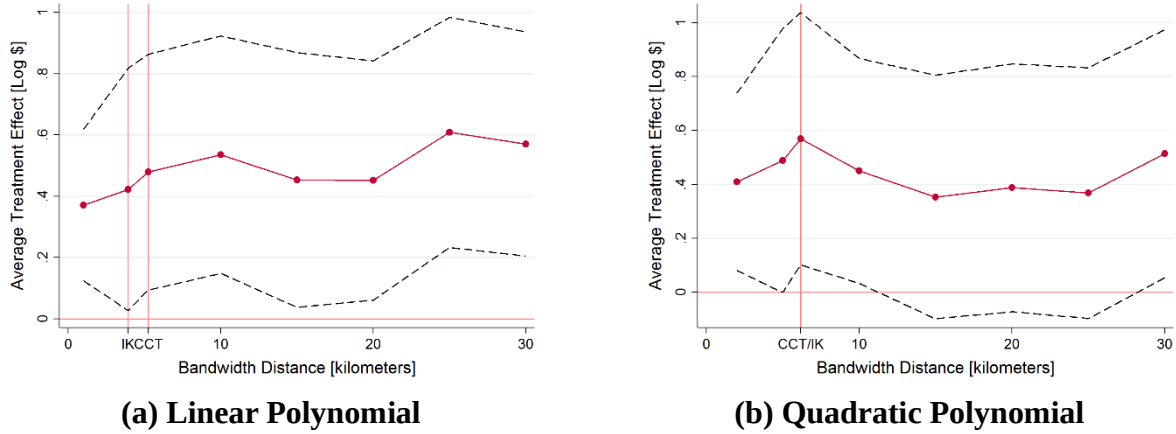 Average Treatment Effect [Log $]
1
.8
.6
.4
.2
0
0 IK CCT 10 20 30
Bandwidth Distance [kilometers]
(a) Linear Polynomial
Average Treatment Effect [Log $]
1
.8
.6
.4
.2
0
0 CCT/IK 10 20 30
Bandwidth Distance [kilometers]
(b) Quadratic Polynomial